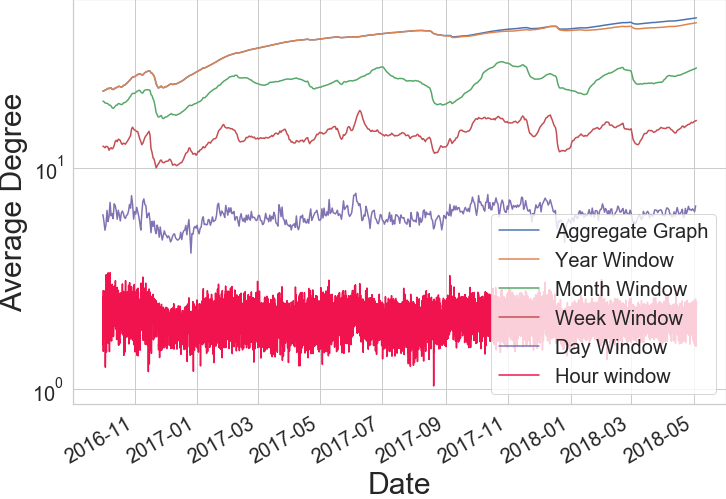 Average Degree
10^1
10^0
Aggregate Graph
Year Window
Month Window
Week Window
Day Window
Hour window
2016-11
2017-01
2017-03
2017-05
2017-07
2017-09
2017-11
2018-01
2018-03
2018-05
Date